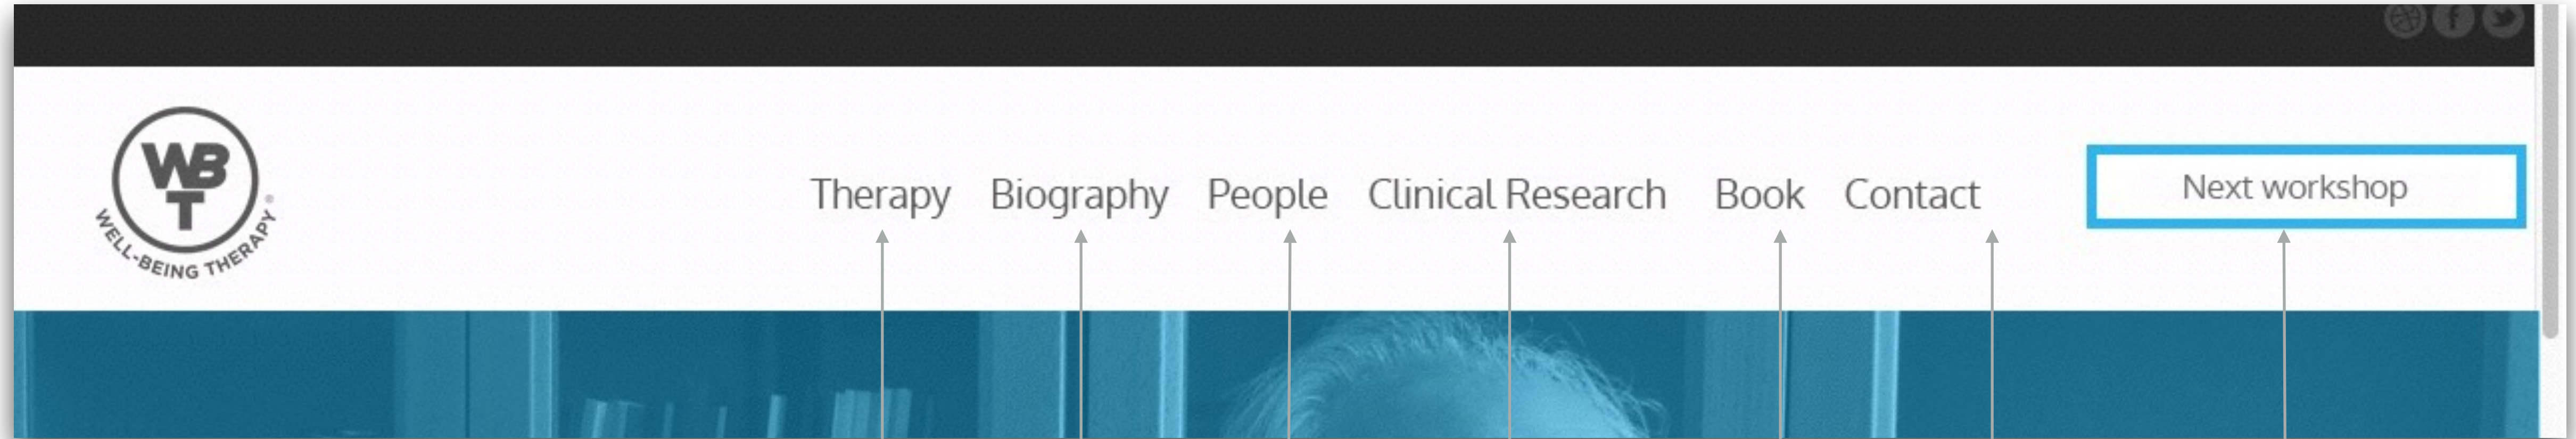 WBT
WELL-BEING THERAPY®
Therapy Biography People Clinical Research Book Contact
Next workshop